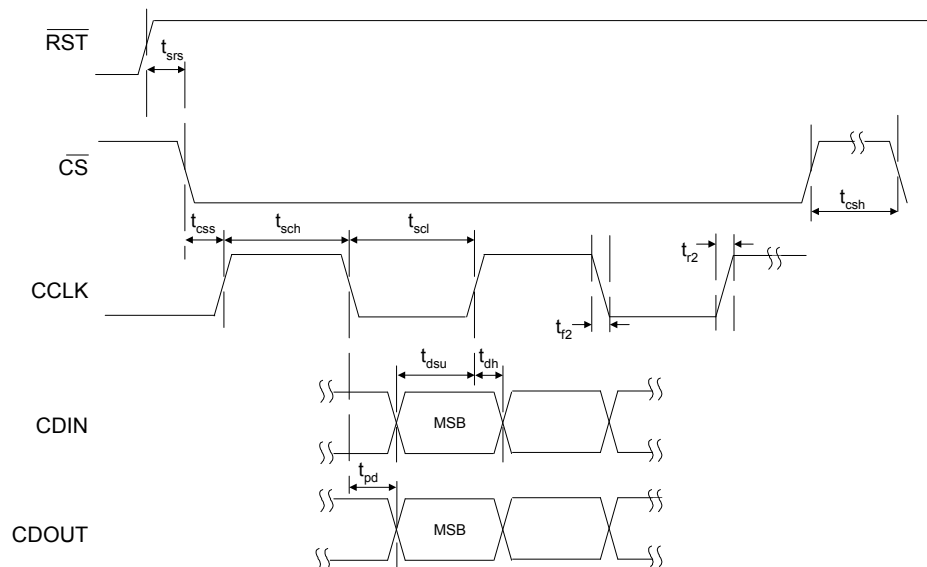 RST
t_srs
CS
t_csh
t_css t_sch t_scl
t_r2
CCLK
t_f2
t_dsu t_dh
CDIN MSB
t_pd
CDOUT MSB